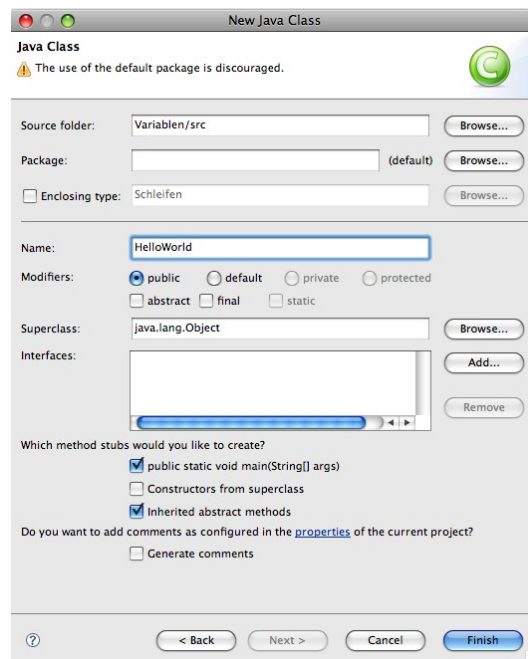 New Java Class
Java Class
The use of the default package is discouraged.
Source folder: Variablen/src Browse...
Package: (default) Browse...
Enclosing type: Schleifen Browse...
Name: HelloWorld
Modifiers: public default private protected
abstract final static
Superclass: java.lang.Object Browse...
Interfaces: Add...
Remove
Which method stubs would you like to create?
public static void main(String[] args)
Constructors from superclass
Inherited abstract methods
Do you want to add comments as configured in the properties of the current project?
Generate comments
? < Back Next > Cancel Finish